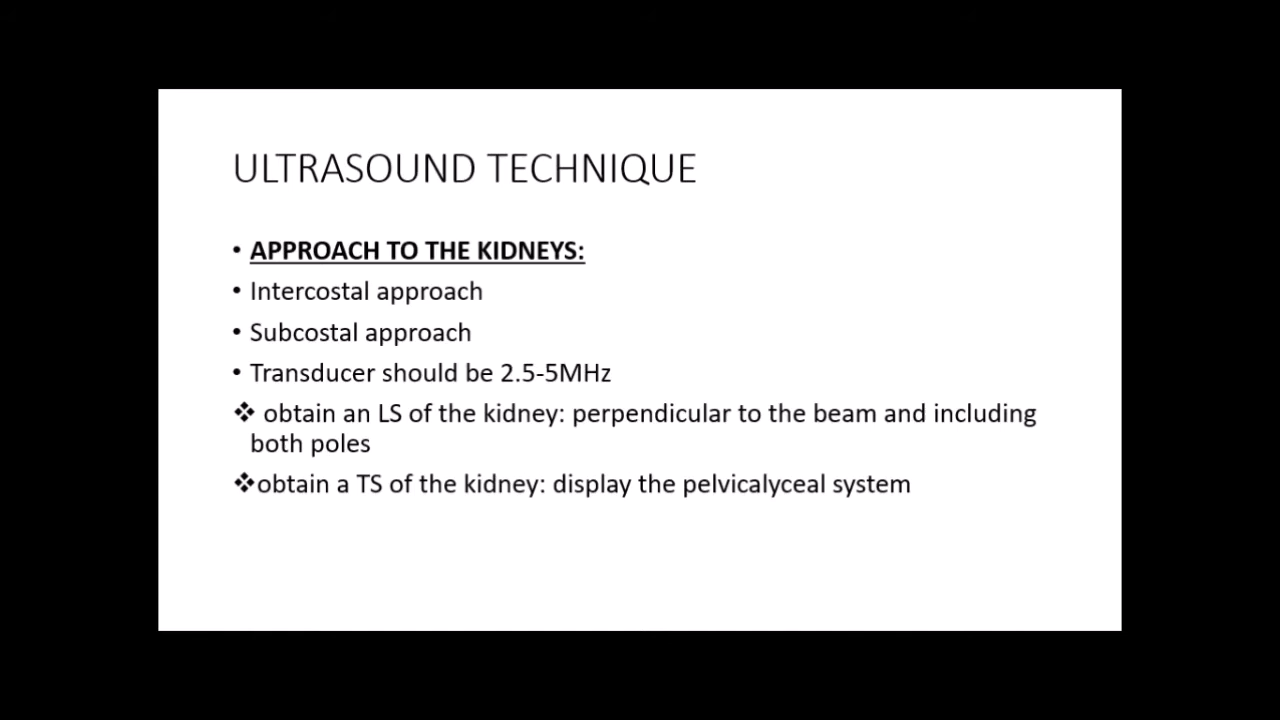 ULTRASOUND TECHNIQUE
• APPROACH TO THE KIDNEYS:
• Intercostal approach
• Subcostal approach
• Transducer should be 2.5-5MHz
❖ obtain an LS of the kidney: perpendicular to the beam and including
both poles
❖obtain a TS of the kidney: display the pelvicalyceal system